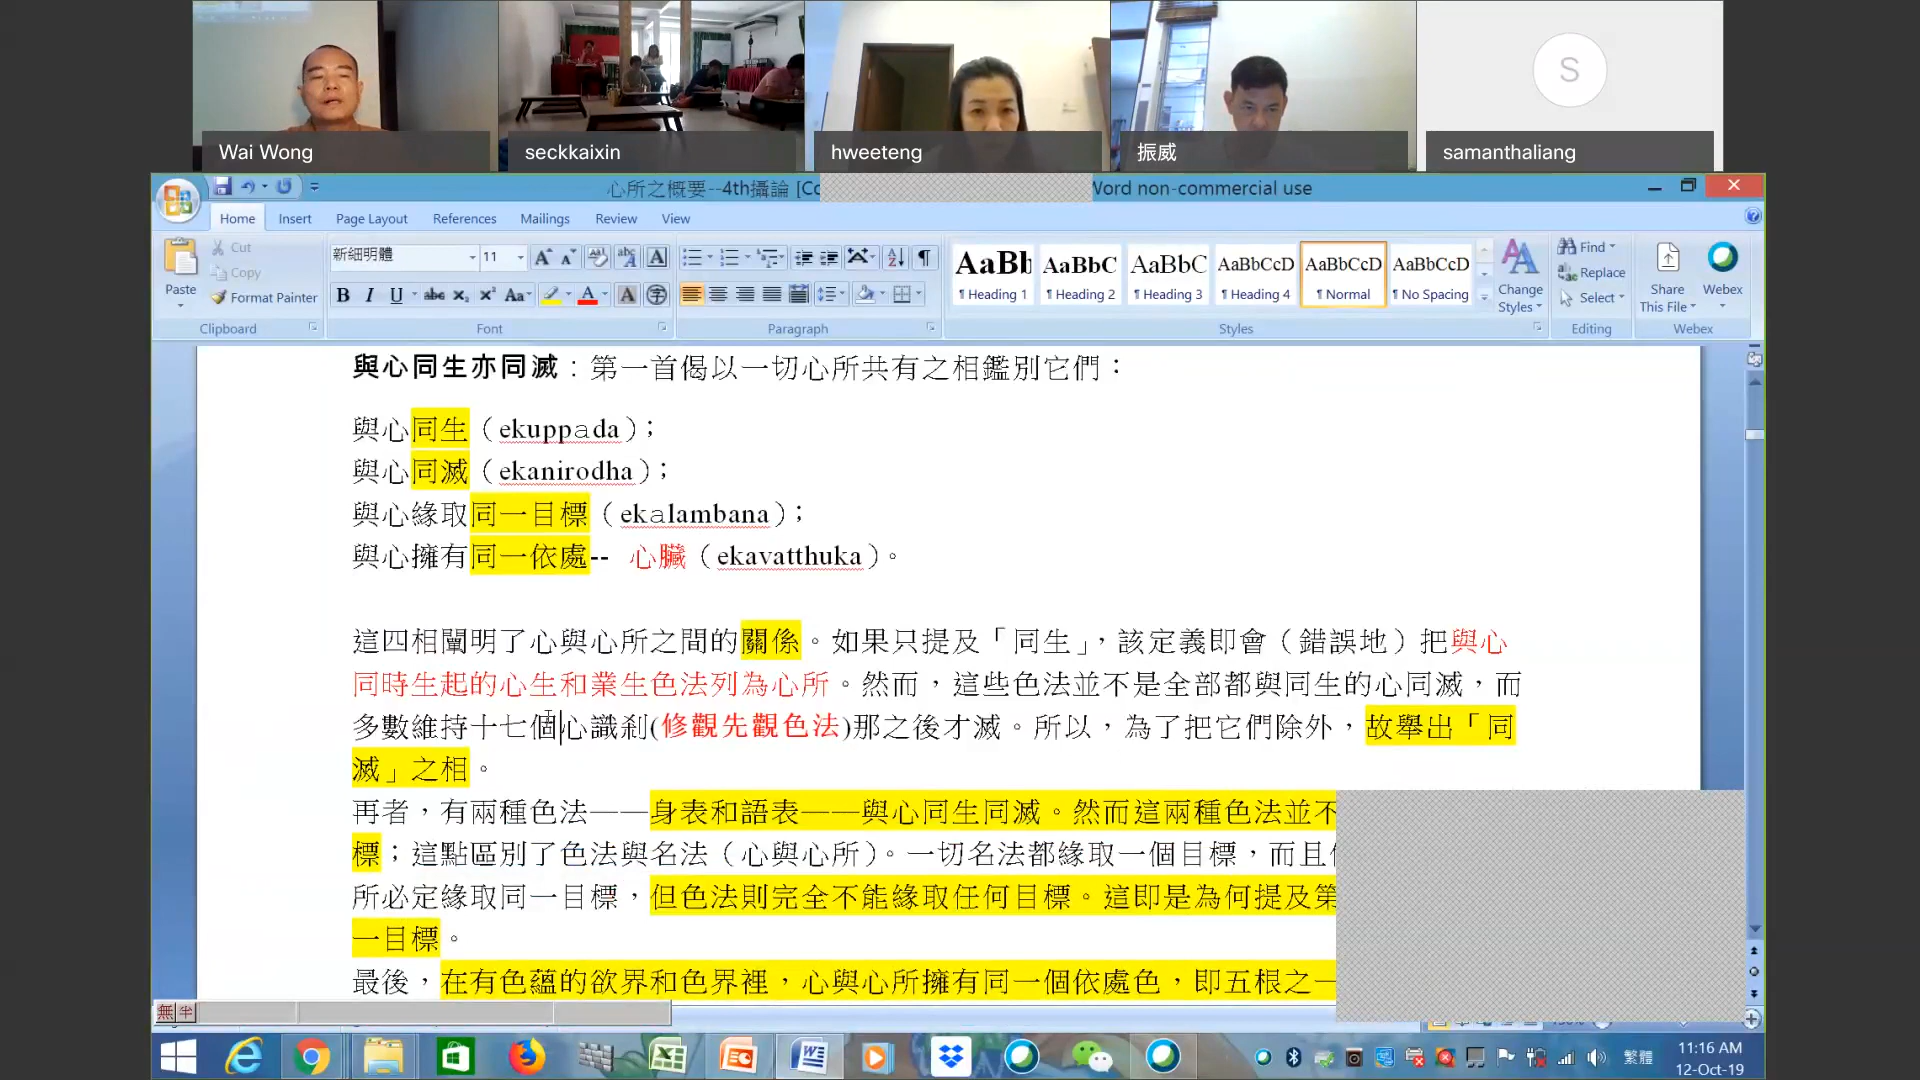 Wai Wong
seckkaixin
hweeteng
振威
S
samanthaliang
心所之概要--4th攝論 [Co
Word non-commercial use
Home Insert Page Layout References Mailings Review View
Paste
Cut
Copy
Format Painter
Clipboard
新細明體
11
Font
Paragraph
AaBb AaBbC AaBbC AaBbCcD AaBbCcD AaBbCcD
¶ Heading 1 ¶ Heading 2 ¶ Heading 3 ¶ Heading 4 ¶ Normal ¶ No Spacing
Change Styles
Styles
Find
Replace
Select
Editing
Share This File
Webex
Webex
與心同生亦同滅：第一首偈以一切心所共有之相鑑別它們：
與心同生（ekuppada）；
與心同滅（ekanirodha）；
與心緣取同一目標（ekalambana）；
與心擁有同一依處-- 心臟（ekavatthuka）。
這四相闡明了心與心所之間的關係。如果只提及「同生」，該定義即會（錯誤地）把與心
同時生起的心生和業生色法列為心所。然而，這些色法並不是全部都與同生的心同滅，而
多數維持十七個心識剎(修觀先觀色法)那之後才滅。所以，為了把它們除外，故舉出「同
滅」之相。
再者，有兩種色法——身表和語表——與心同生同滅。然而這兩種色法並不
標；這點區別了色法與名法（心與心所）。一切名法都緣取一個目標，而且
所必定緣取同一目標，但色法則完全不能緣取任何目標。這即是為何提及第
一目標。
最後，在有色蘊的欲界和色界裡，心與心所擁有同一個依處色，即五根之一
無 半
繁體
11:16 AM
12-Oct-19